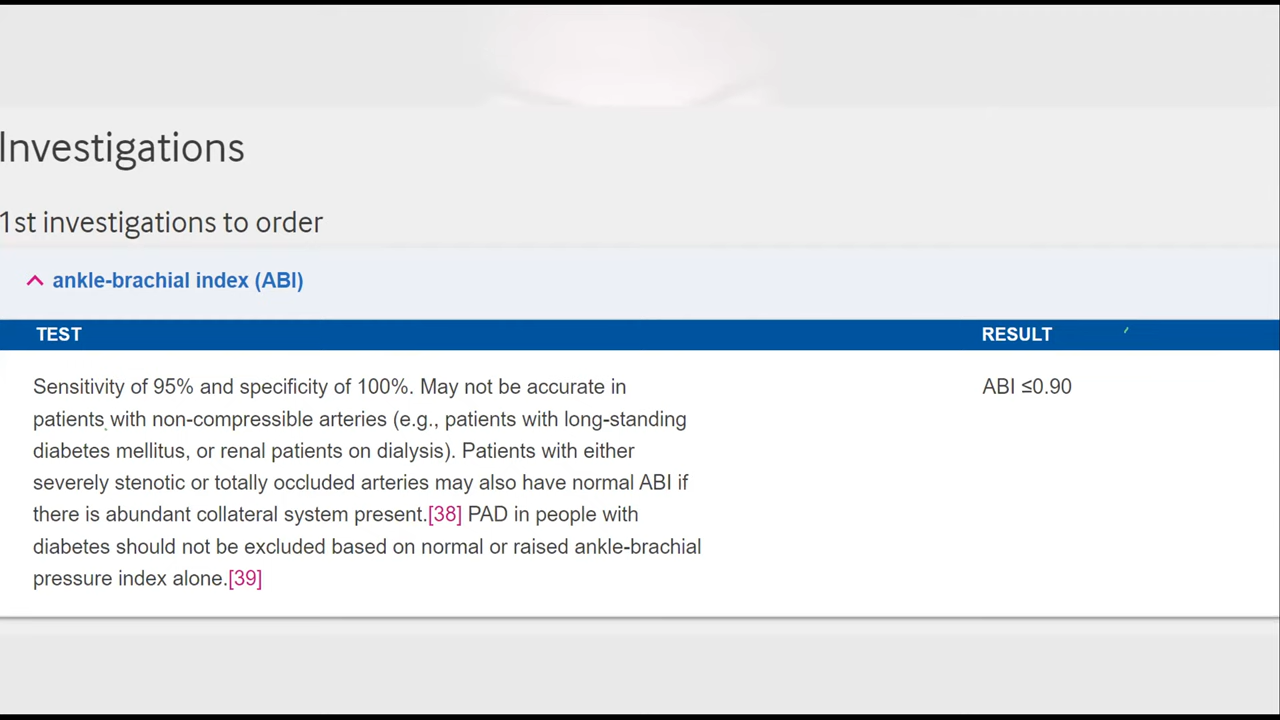 Investigations
1st investigations to order
ankle-brachial index (ABI)
TEST
RESULT
Sensitivity of 95% and specificity of 100%. May not be accurate in
patients with non-compressible arteries (e.g., patients with long-standing
diabetes mellitus, or renal patients on dialysis). Patients with either
severely stenotic or totally occluded arteries may also have normal ABI if
there is abundant collateral system present.[38] PAD in people with
diabetes should not be excluded based on normal or raised ankle-brachial
pressure index alone.[39]
ABI ≤0.90